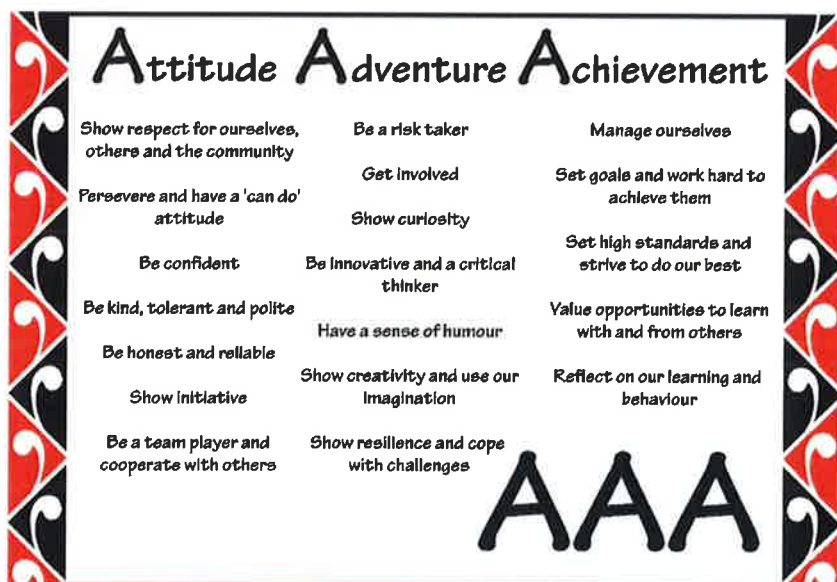 Attitude Adventure Achievement
Show respect for ourselves,
others and the community
Persevere and have a 'can do'
attitude
Be confident
Be kind, tolerant and polite
Be honest and reliable
Show initiative
Be a team player and
cooperate with others
Be a risk taker
Get involved
Show curiosity
Be innovative and a critical
thinker
Have a sense of humour
Show creativity and use our
imagination
Show resilience and cope
with challenges
Manage ourselves
Set goals and work hard to
achieve them
Set high standards and
strive to do our best
Value opportunities to learn
with and from others
Reflect on our learning and
behaviour
AAA